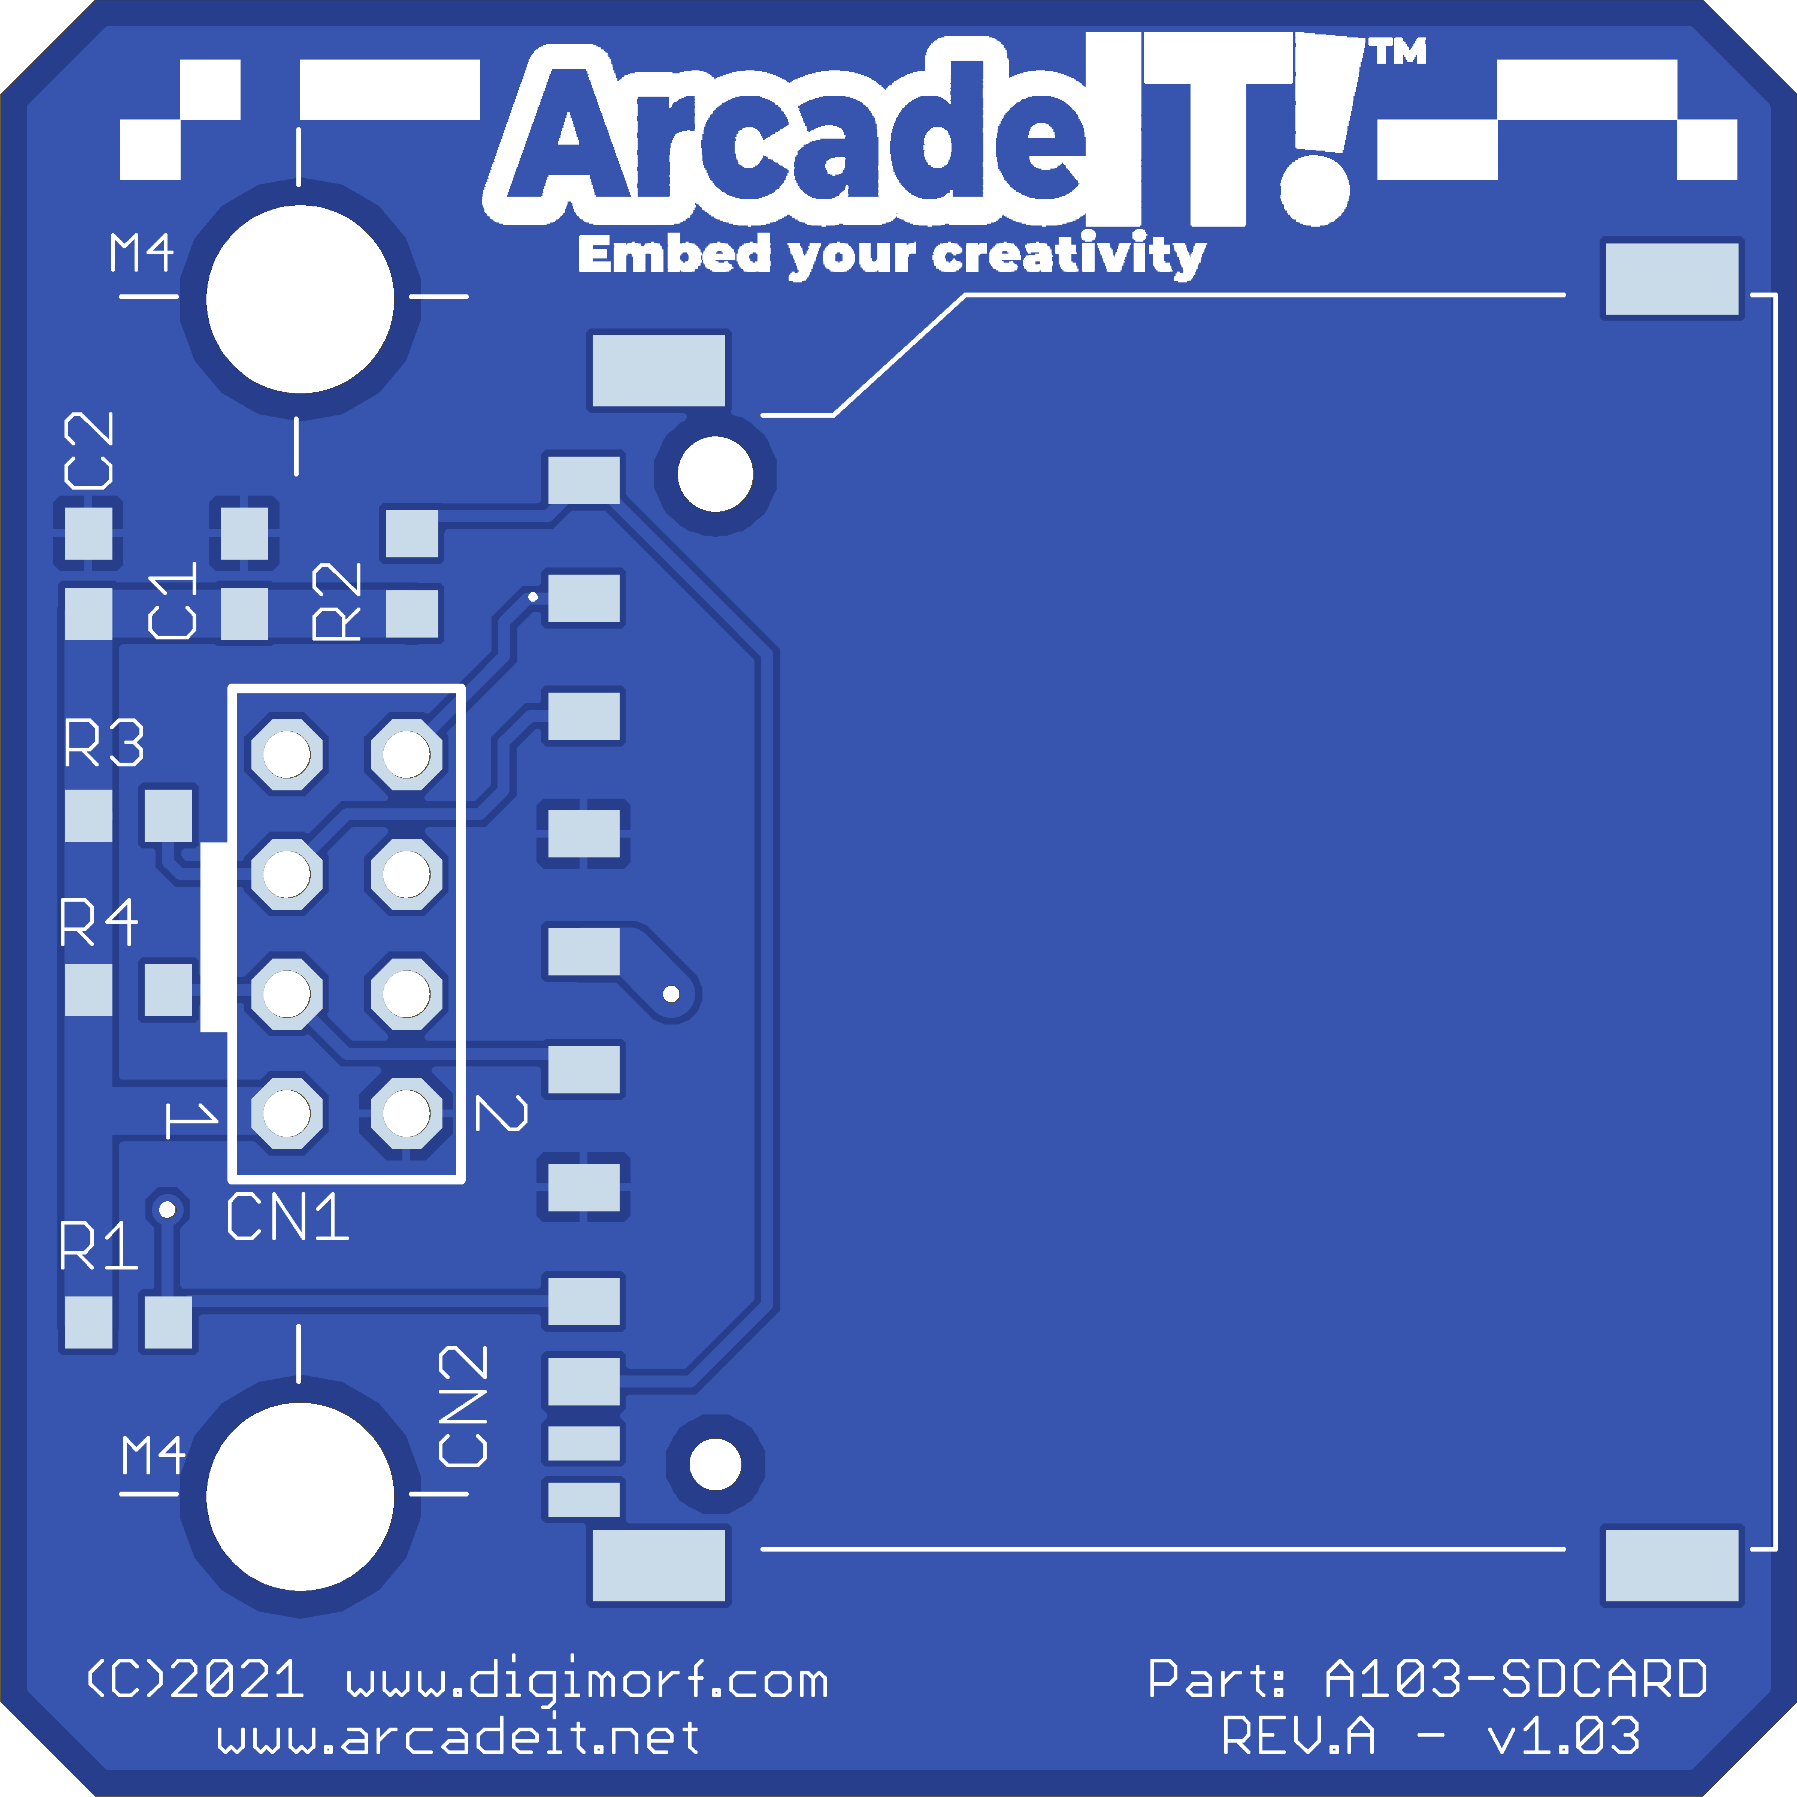 ArcadeIT!™
Embed your creativity
M4
C2
C1
R2
R3
R4
1
2
CN1
R1
CN2
M4
(C)2021 www.digimorf.com
www.arcadeit.net
Part: A103-SDCARD
REV.A - v1.03